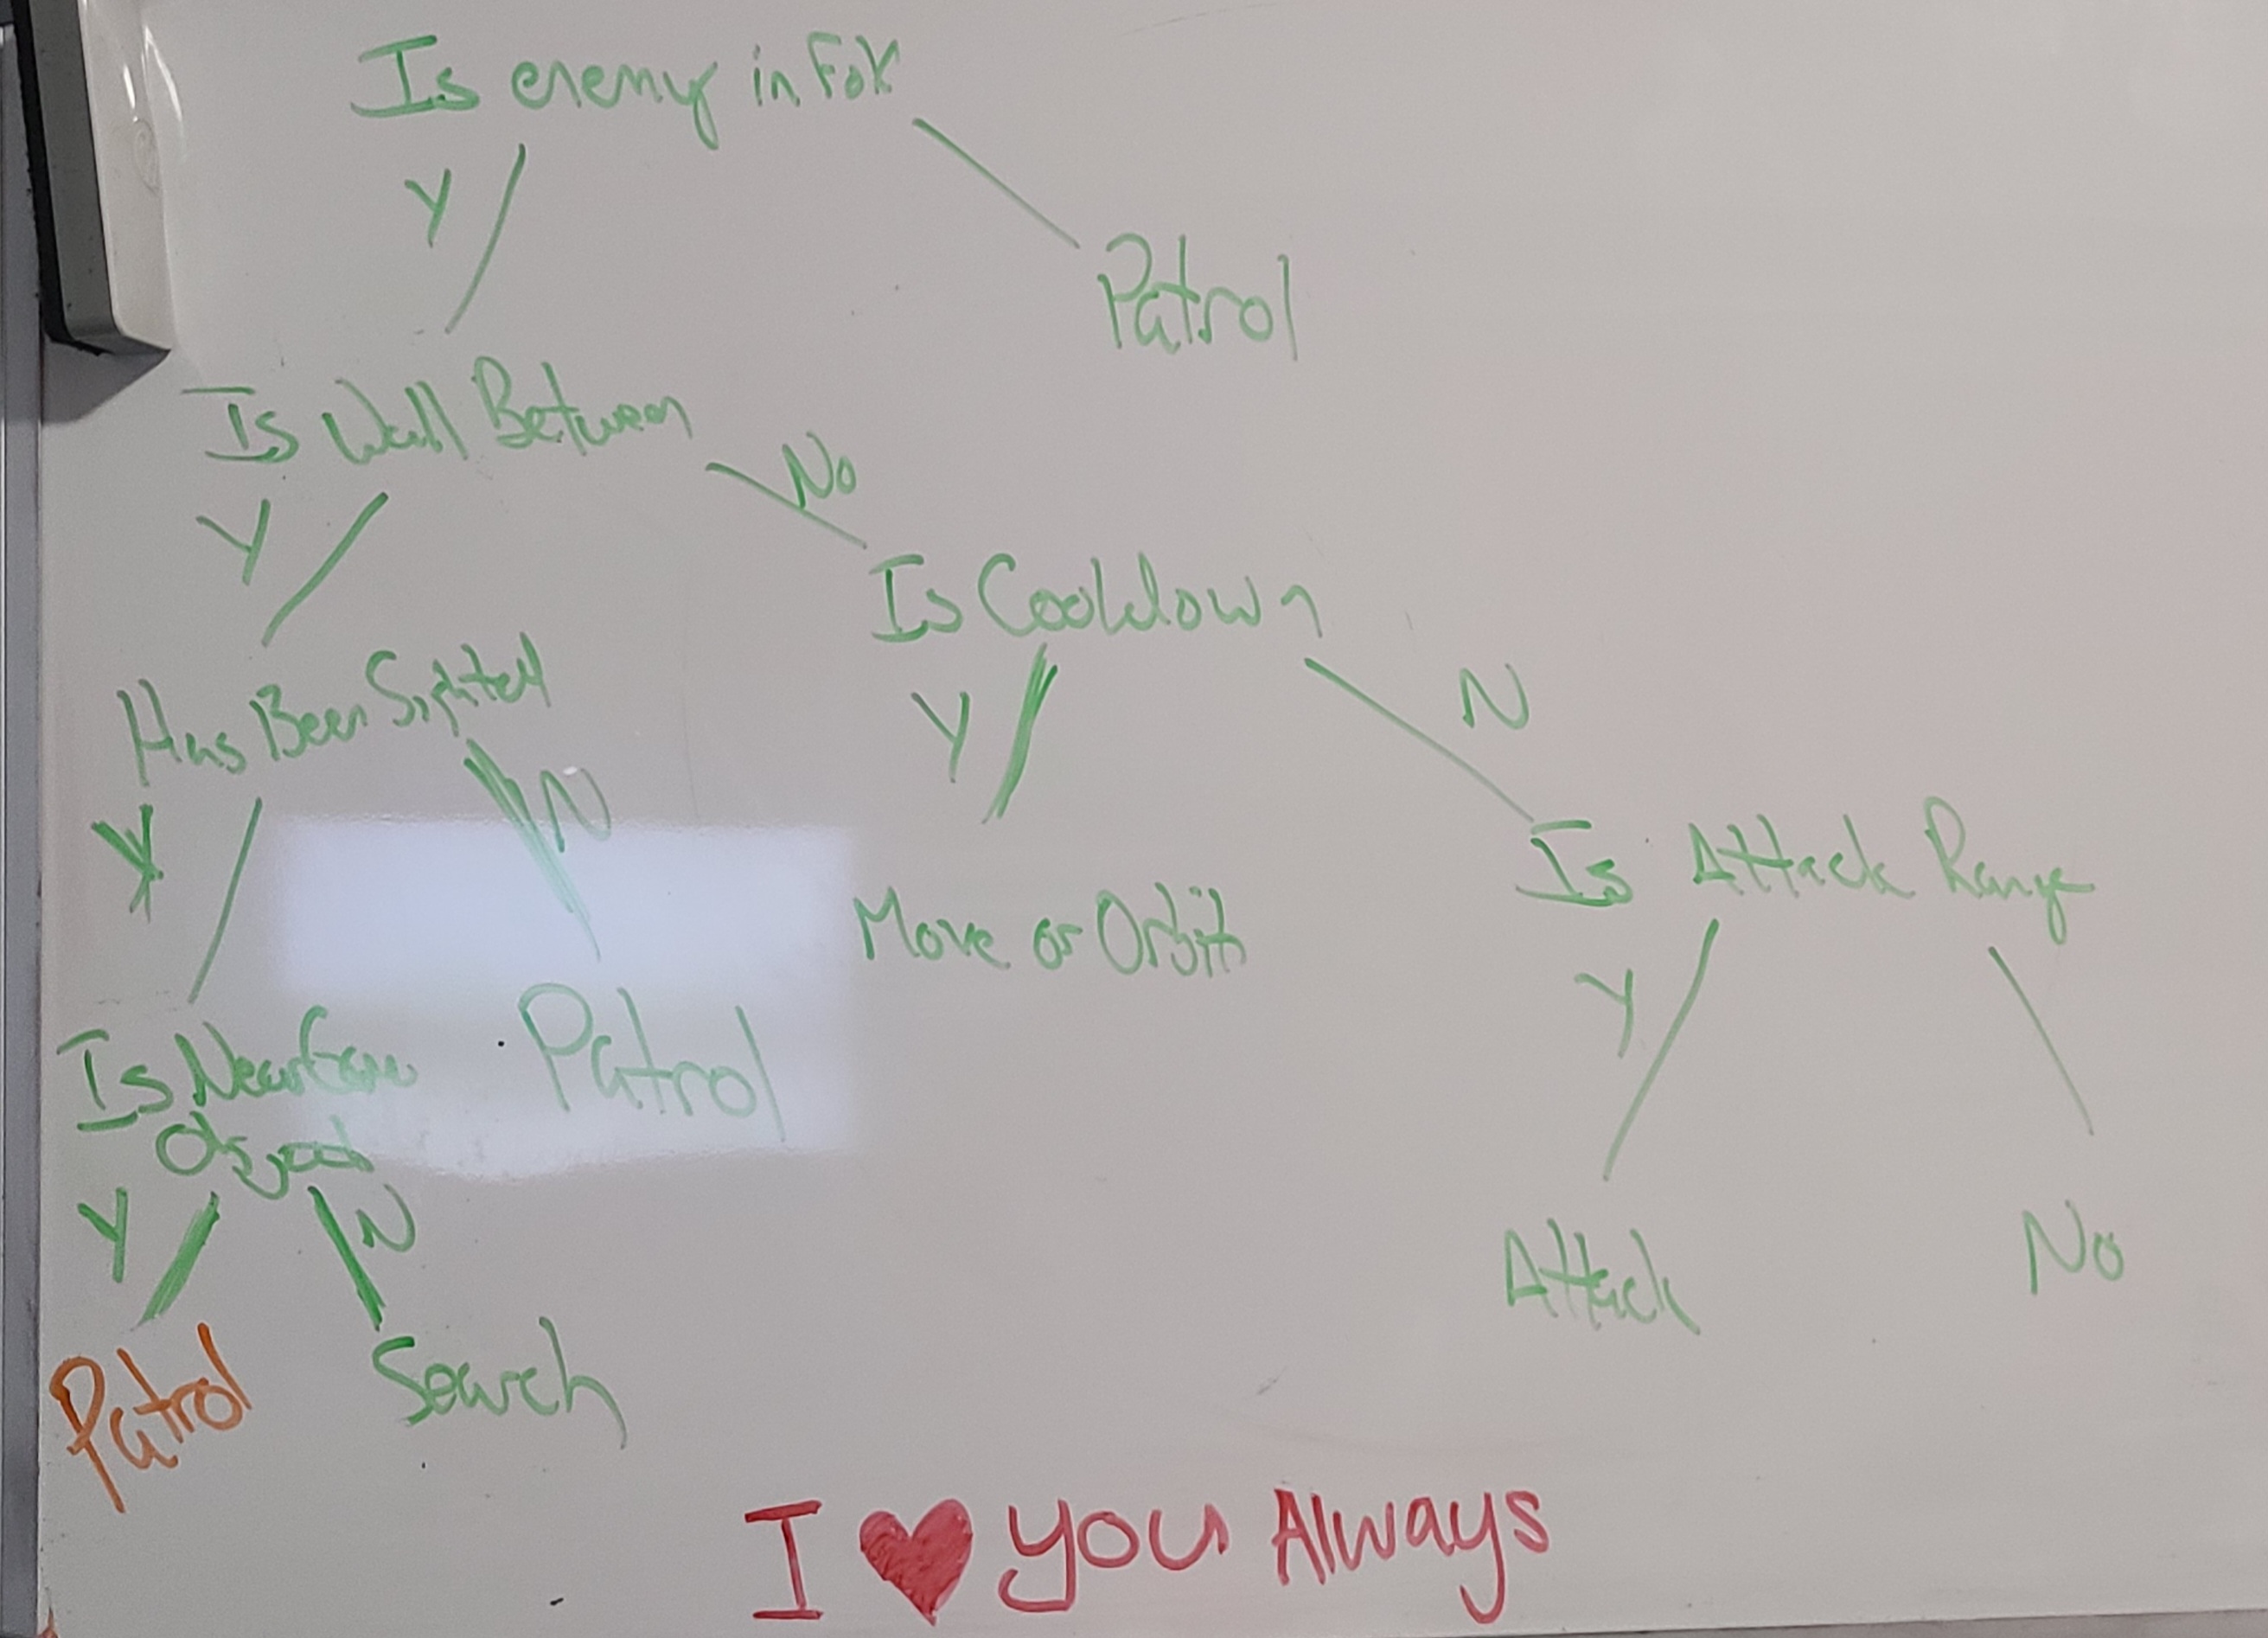 Is enemy in FoV
Y
Patrol
Is Wall Between
No
Y
Is Cooldown
Has Been Sighted
Y
N
Y
N
Is Attack Range
Move or Orbit
Y
Is Near
Object
Patrol
Y
N
Attack
No
Patrol
Search
I ❤ you Always